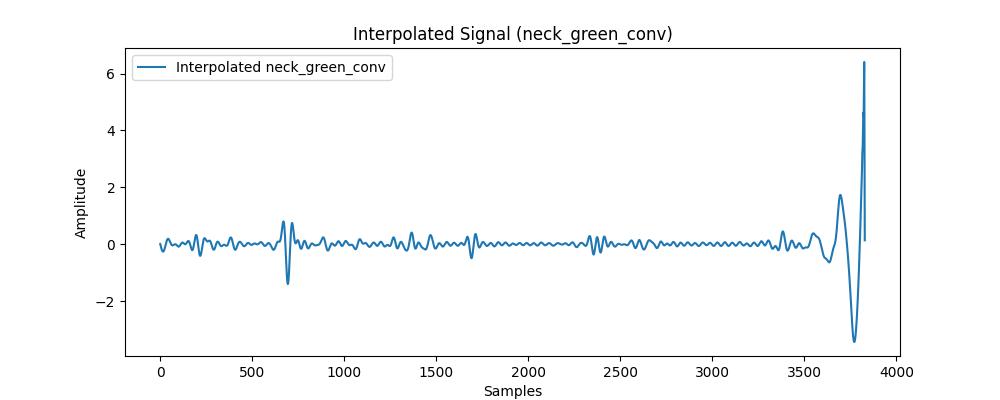 Interpolated Signal (neck_green_conv)
Interpolated neck_green_conv
6
4
2
0
−2
Amplitude
0 500 1000 1500 2000 2500 3000 3500 4000
Samples